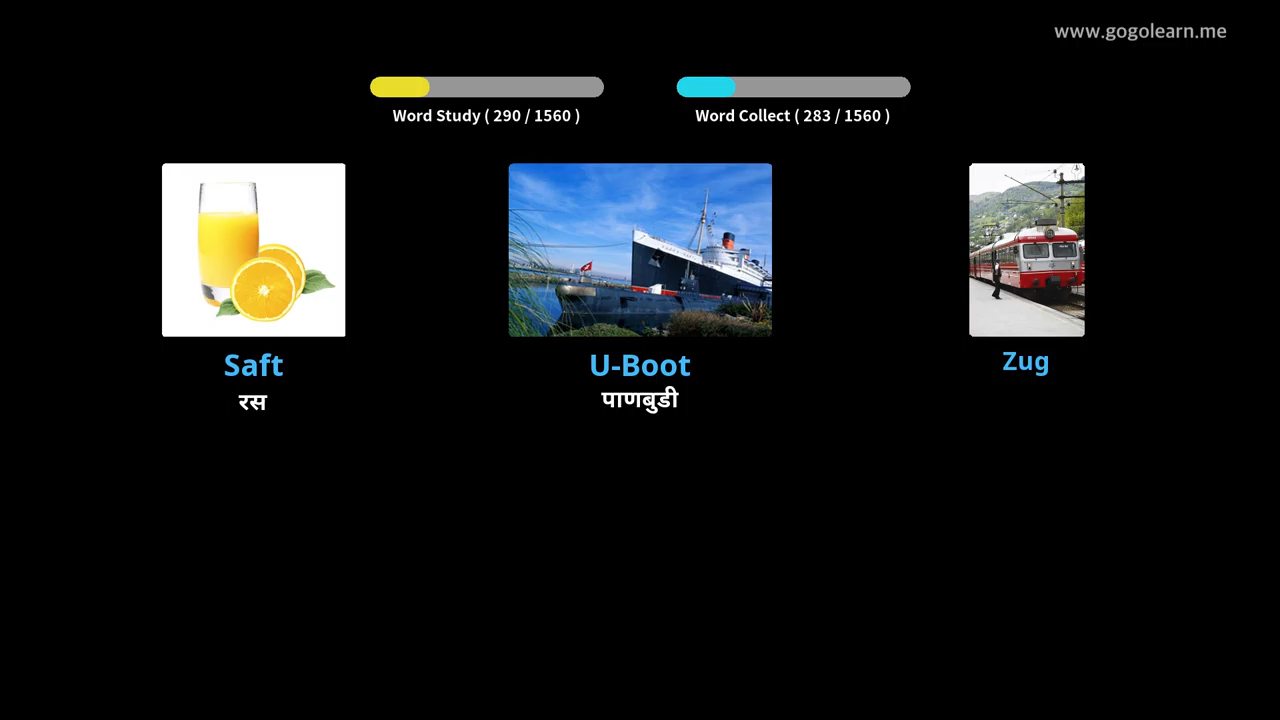 www.gogolearn.me
Word Study ( 290 / 1560 )
Word Collect ( 283 / 1560 )
Saft
U-Boot
Zug
रस
पाणबुडी